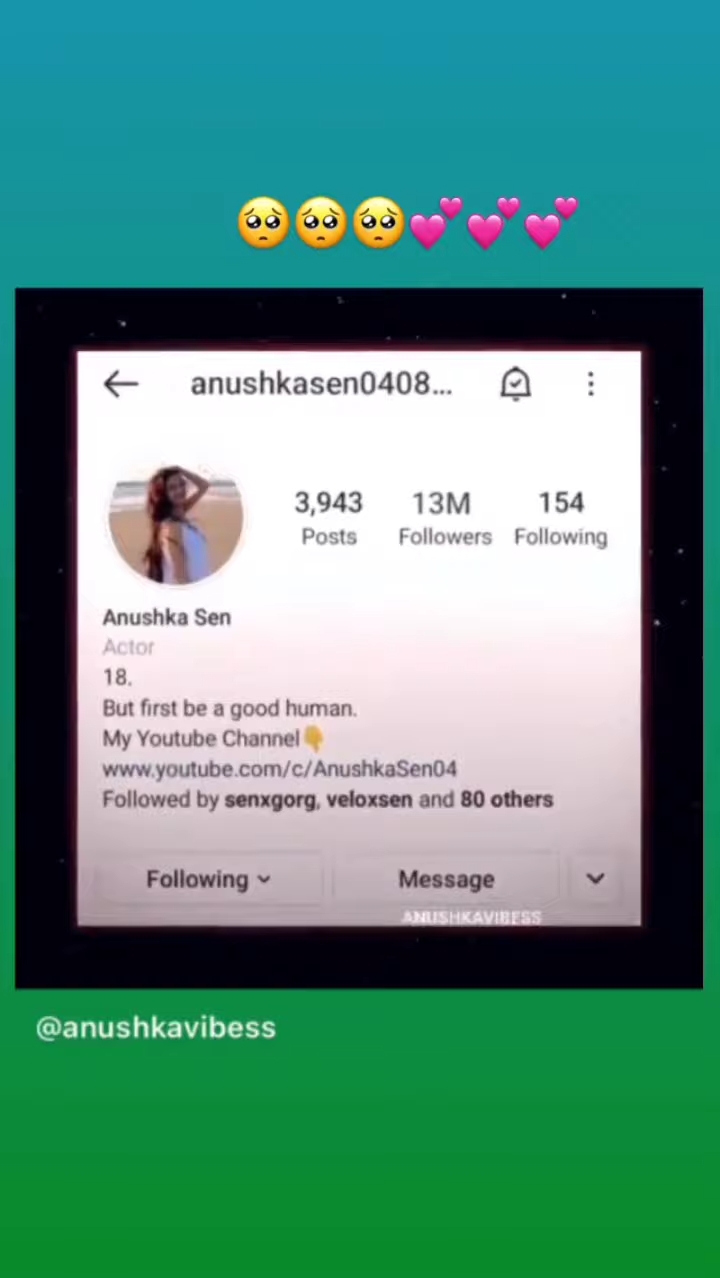 🥺🥺🥺💕💕💕
anushkasen0408...
3,943 13M 154
Posts Followers Following
Anushka Sen
Actor
18.
But first be a good human.
My Youtube Channel👇
www.youtube.com/c/AnushkaSen04
Followed by senxgorg, veloxsen and 80 others
Following Message
ANUSHKAVIBESS
@anushkavibess